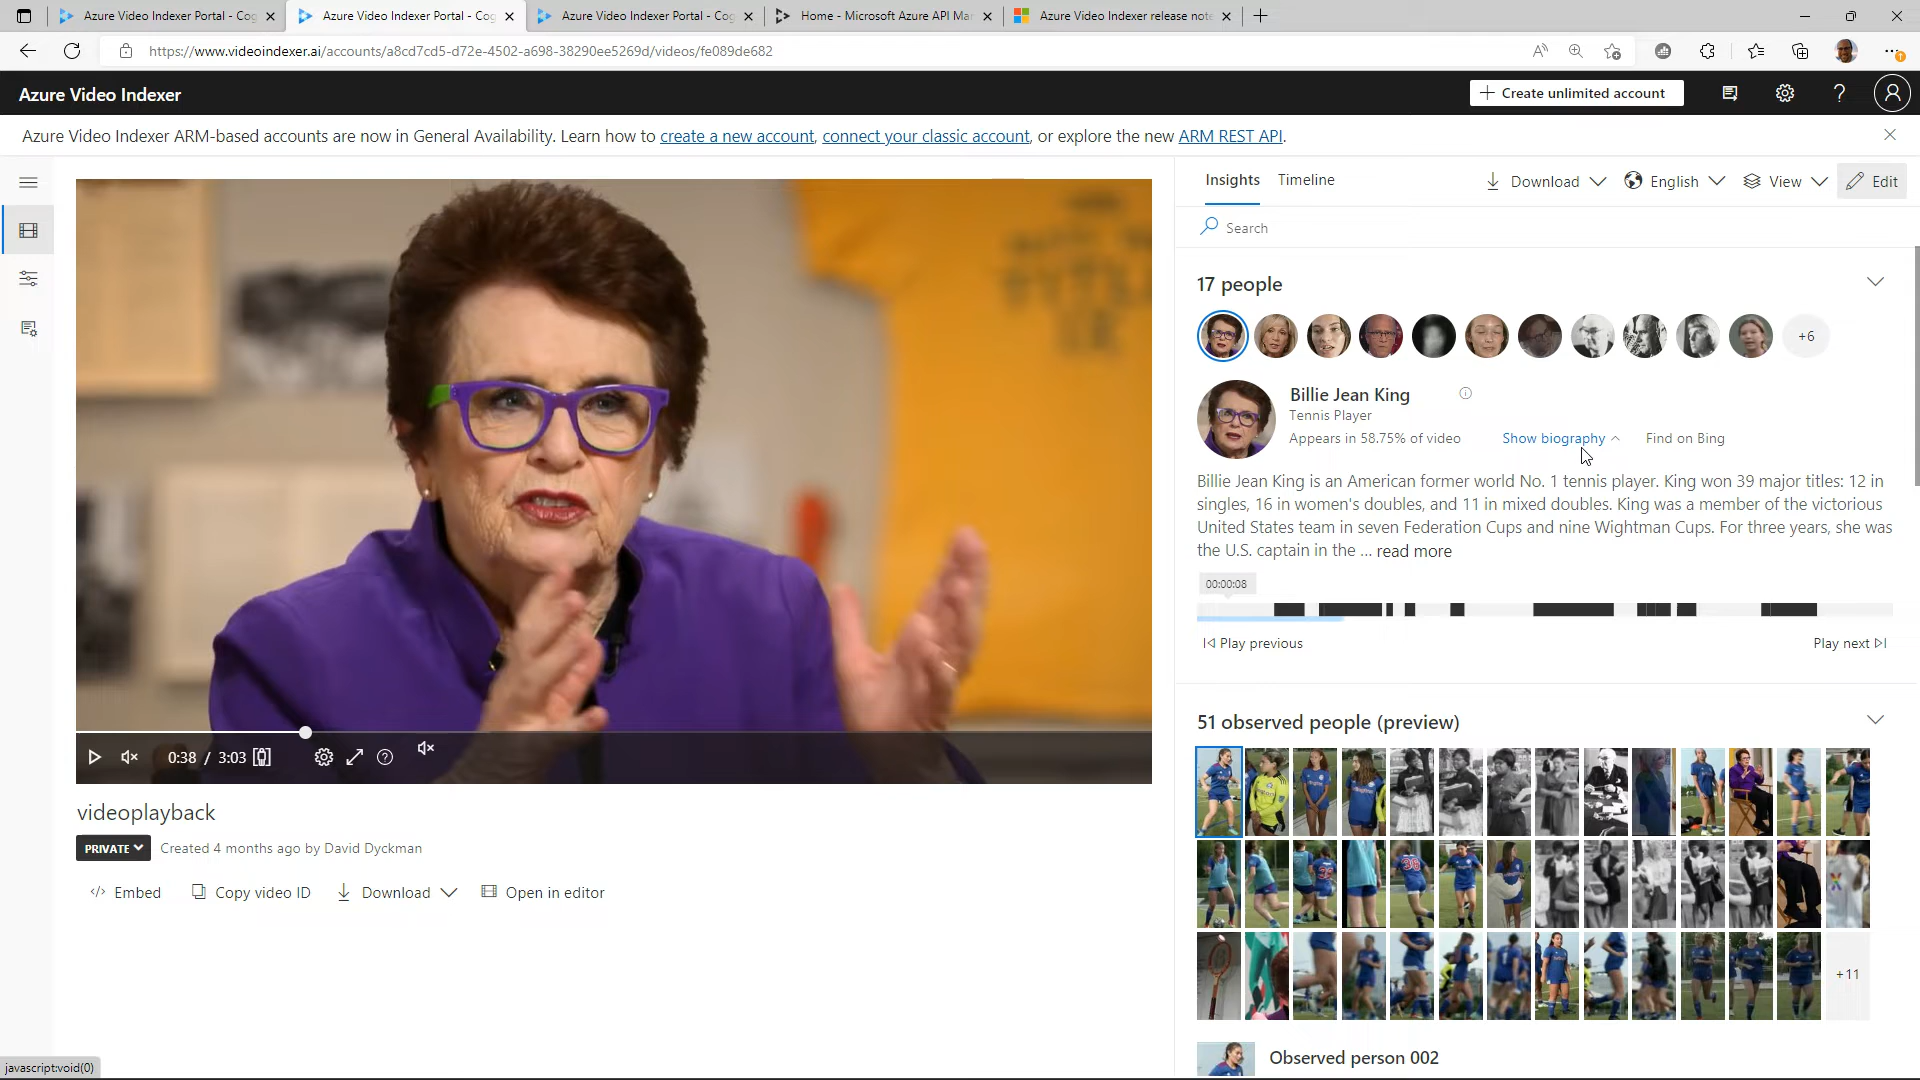 Azure Video Indexer Portal - Cog
Azure Video Indexer Portal - Cog
Azure Video Indexer Portal - Cog
Home - Microsoft Azure API Mar
Azure Video Indexer release note
https://www.videoindexer.ai/accounts/a8cd7cd5-d72e-4502-a698-38290ee5269d/videos/fe089de682
Azure Video Indexer
Create unlimited account
Azure Video Indexer ARM-based accounts are now in General Availability. Learn how to create a new account, connect your classic account, or explore the new ARM REST API.
Insights
Timeline
Download
English
View
Edit
Search
17 people
+6
Billie Jean King
Tennis Player
Appears in 58.75% of video
Show biography
Find on Bing
Billie Jean King is an American former world No. 1 tennis player. King won 39 major titles: 12 in
singles, 16 in women's doubles, and 11 in mixed doubles. King was a member of the victorious
United States team in seven Federation Cups and nine Wightman Cups. For three years, she was
the U.S. captain in the ... read more
00:00:08
Play previous
Play next
0:38 / 3:03
51 observed people (preview)
+11
Observed person 002
videoplayback
PRIVATE
Created 4 months ago by David Dyckman
Embed
Copy video ID
Download
Open in editor
javascript:void(0)